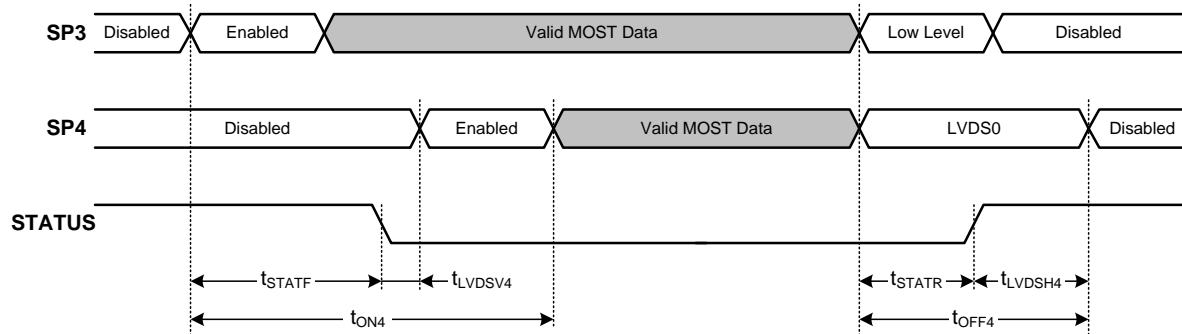 SP3 Disabled Enabled Valid MOST Data Low Level Disabled
SP4 Disabled Enabled Valid MOST Data LVDS0 Disabled
STATUS
tSTATF tLVDSV4 tSTATR tLVDSH4
tON4 tOFF4